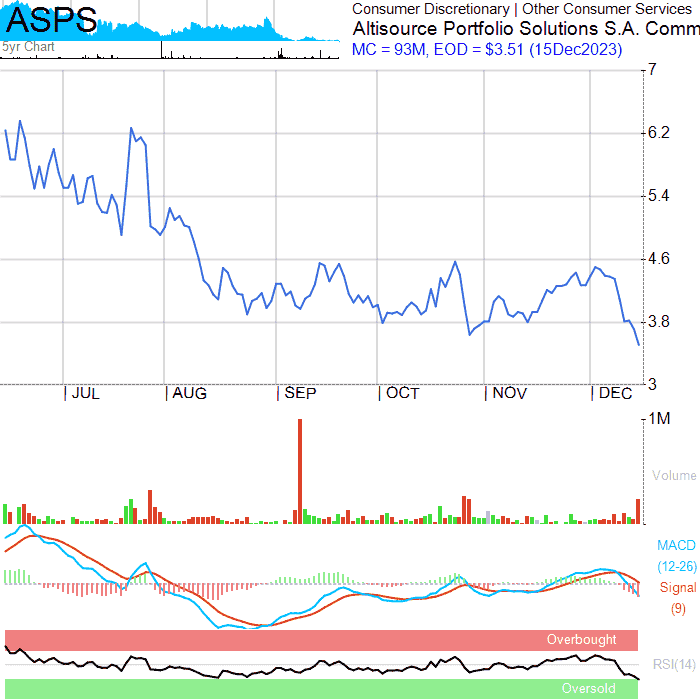 ASPS
5yr Chart
Consumer Discretionary | Other Consumer Services
Altisource Portfolio Solutions S.A. Comm
MC = 93M, EOD = $3.51 (15Dec2023)
7
6.2
5.4
4.6
3.8
3
JUL
AUG
SEP
OCT
NOV
DEC
1M
Volume
MACD
(12-26)
Signal
(9)
Overbought
RSI(14)
Oversold